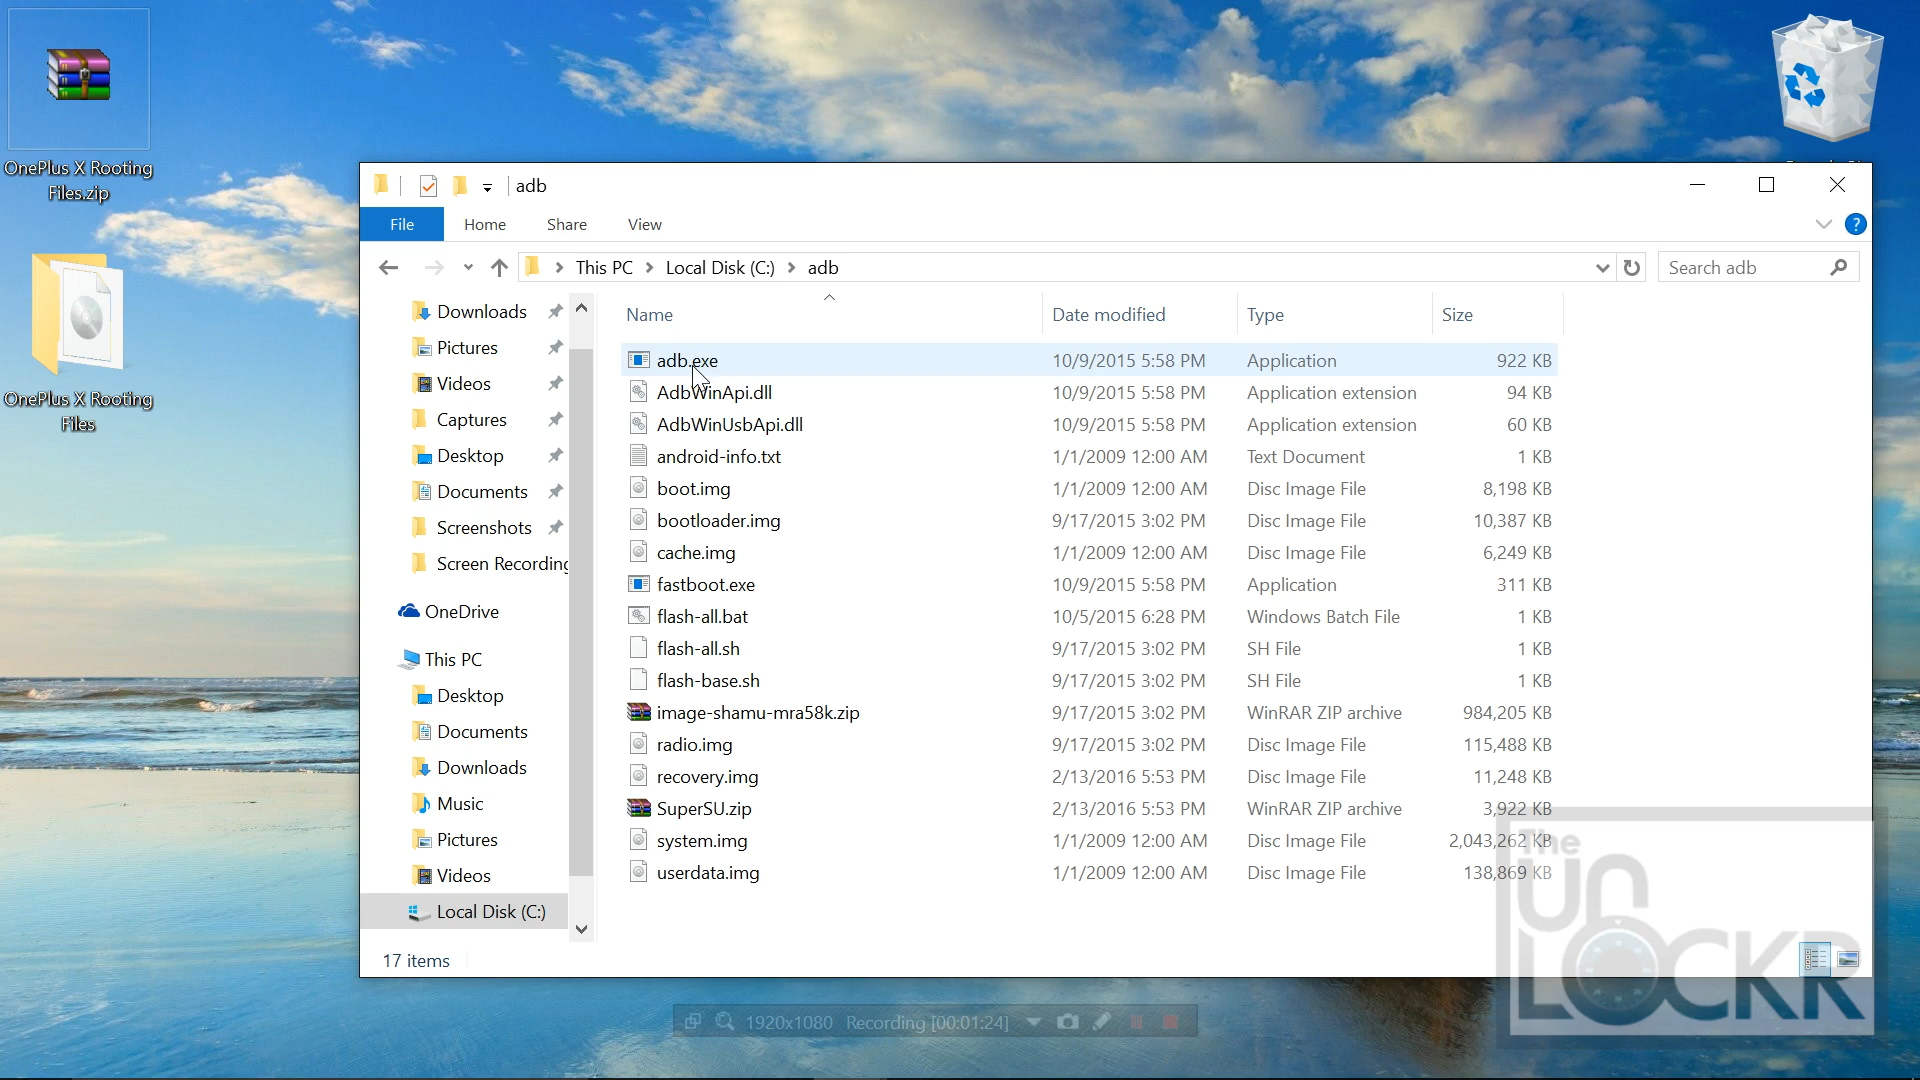 OnePlus X Rooting
Files.zip
OnePlus X Rooting
Files
adb
File Home Share View
?
This PC > Local Disk (C:) > adb
Search adb
Downloads
Pictures
Videos
Captures
Desktop
Documents
Screenshots
Screen Recording
OneDrive
This PC
Desktop
Documents
Downloads
Music
Pictures
Videos
Local Disk (C:)
Name Date modified Type Size
adb.exe 10/9/2015 5:58 PM Application 922 KB
AdbWinApi.dll 10/9/2015 5:58 PM Application extension 94 KB
AdbWinUsbApi.dll 10/9/2015 5:58 PM Application extension 60 KB
android-info.txt 1/1/2009 12:00 AM Text Document 1 KB
boot.img 1/1/2009 12:00 AM Disc Image File 8,198 KB
bootloader.img 9/17/2015 3:02 PM Disc Image File 10,387 KB
cache.img 1/1/2009 12:00 AM Disc Image File 6,249 KB
fastboot.exe 10/9/2015 5:58 PM Application 311 KB
flash-all.bat 10/5/2015 6:28 PM Windows Batch File 1 KB
flash-all.sh 9/17/2015 3:02 PM SH File 1 KB
flash-base.sh 9/17/2015 3:02 PM SH File 1 KB
image-shamu-mra58k.zip 9/17/2015 3:02 PM WinRAR ZIP archive 984,205 KB
radio.img 9/17/2015 3:02 PM Disc Image File 115,488 KB
recovery.img 2/13/2016 5:53 PM Disc Image File 11,248 KB
SuperSU.zip 2/13/2016 5:53 PM WinRAR ZIP archive 3,922 KB
system.img 1/1/2009 12:00 AM Disc Image File 2,043,262 KB
userdata.img 1/1/2009 12:00 AM Disc Image File 138,869 KB
17 items
The
UN
LOCKR
1920x1080 Recording [00:01:24]